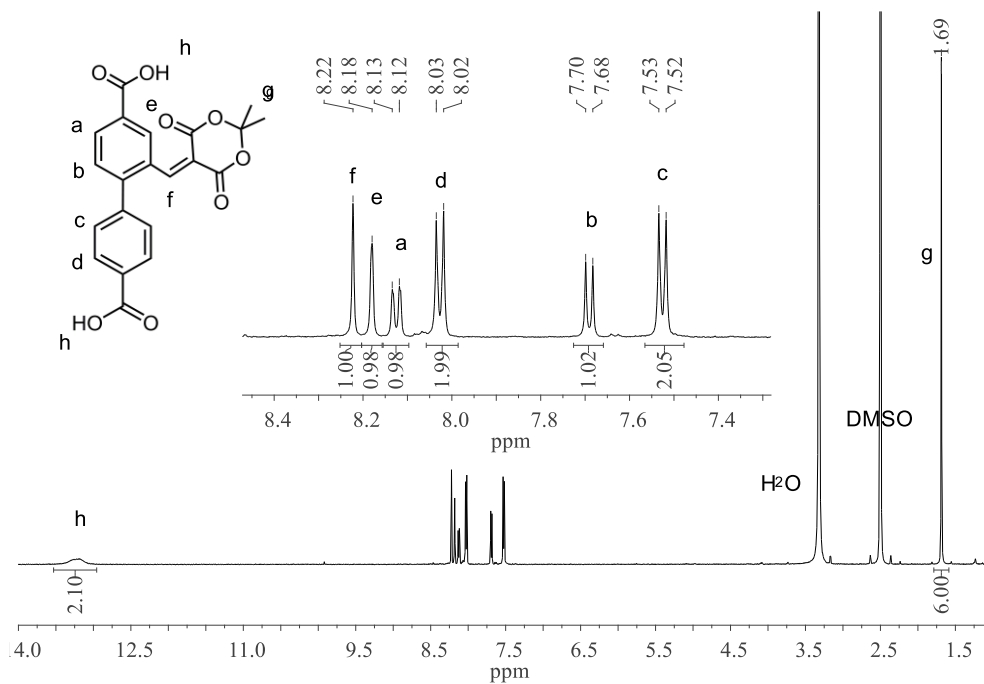 h
O
OH
e
g
a
O
O
b
O
f
O
c
d
HO
O
h
8.22
8.18
8.13
8.12
8.03
8.02
7.70
7.68
7.53
7.52
1.69
f
e
a
d
b
c
g
1.00
0.98
0.98
1.99
1.02
2.05
8.4 8.2 8.0 7.8 7.6 7.4
ppm
DMSO
H2O
h
2.10
6.00
14.0 12.5 11.0 9.5 8.5 7.5 6.5 5.5 4.5 3.5 2.5 1.5
ppm